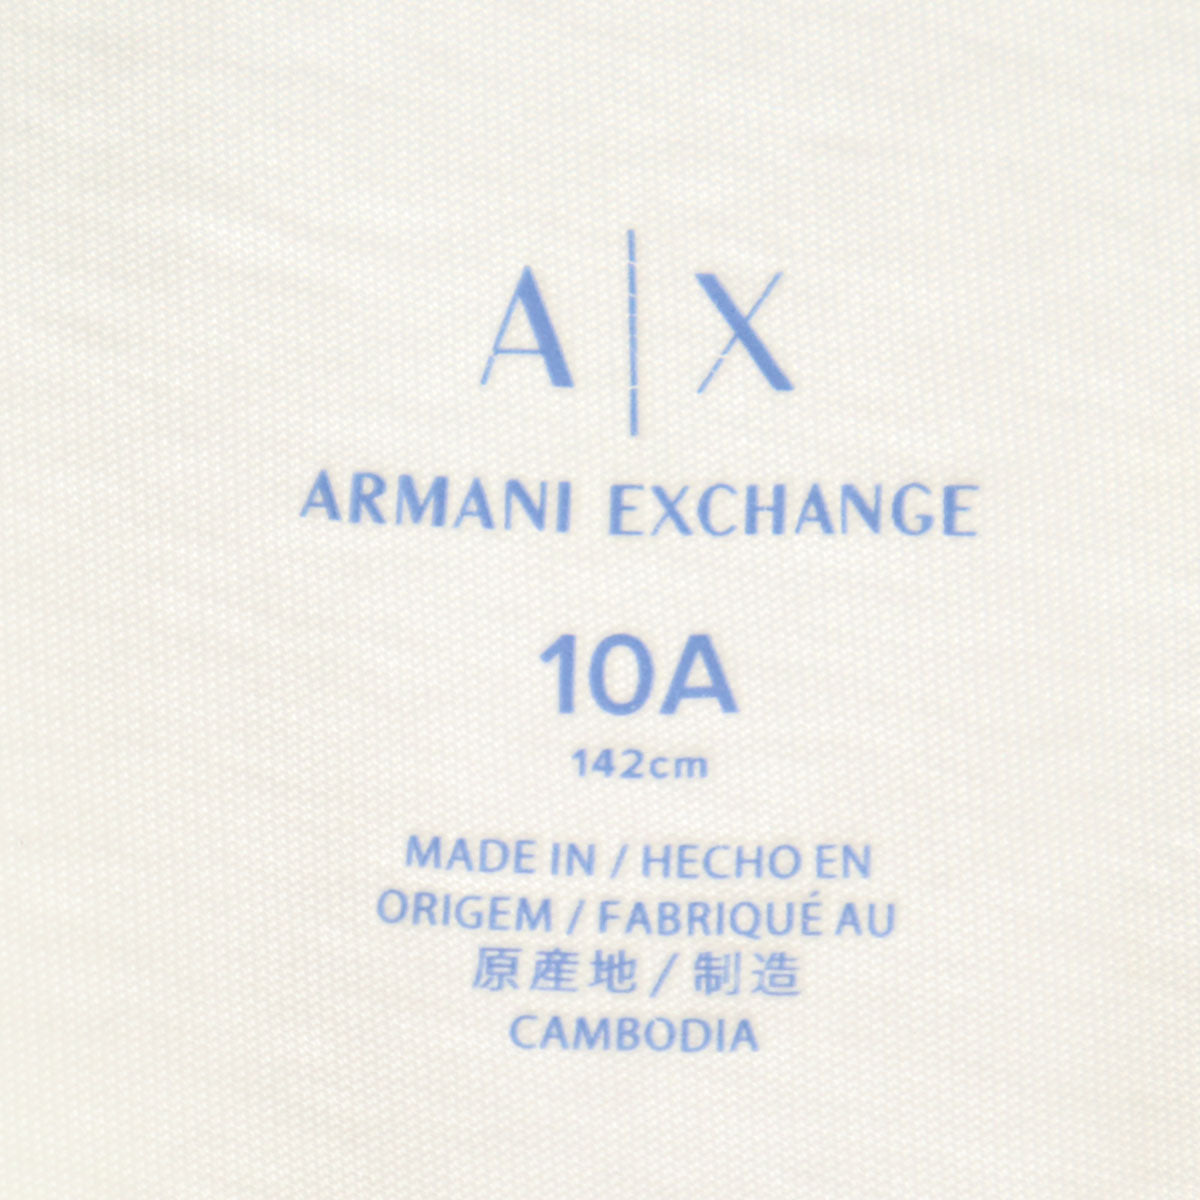 A|X
ARMANI EXCHANGE
10A
142cm
MADE IN / HECHO EN
ORIGEM / FABRIQUÉ AU
原産地 / 制造
CAMBODIA